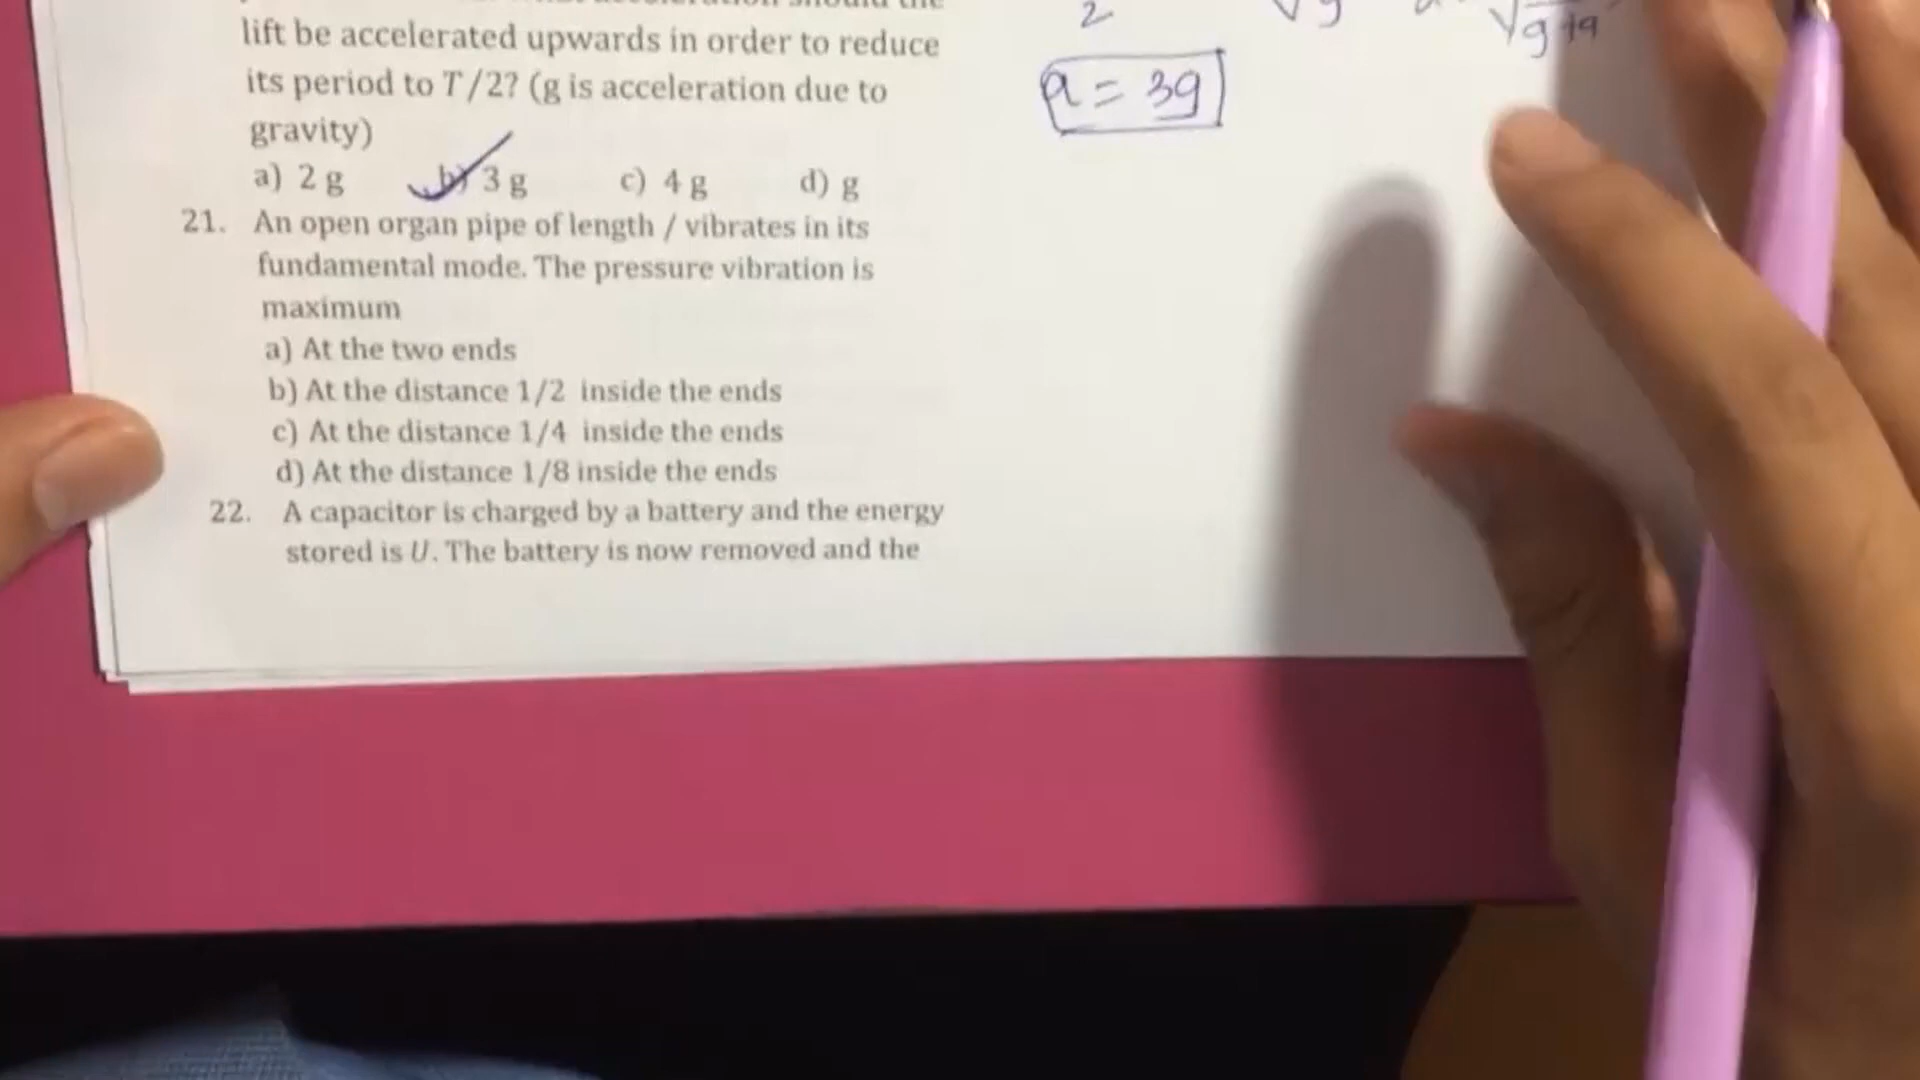 lift be accelerated upwards in order to reduce
its period to T/2? (g is acceleration due to
gravity)
a) 2 g b) 3 g c) 4 g d) g
21. An open organ pipe of length / vibrates in its
fundamental mode. The pressure vibration is
maximum
a) At the two ends
b) At the distance 1/2 inside the ends
c) At the distance 1/4 inside the ends
d) At the distance 1/8 inside the ends
22. A capacitor is charged by a battery and the energy
stored is U. The battery is now removed and the
2
√g+a
a = 3g